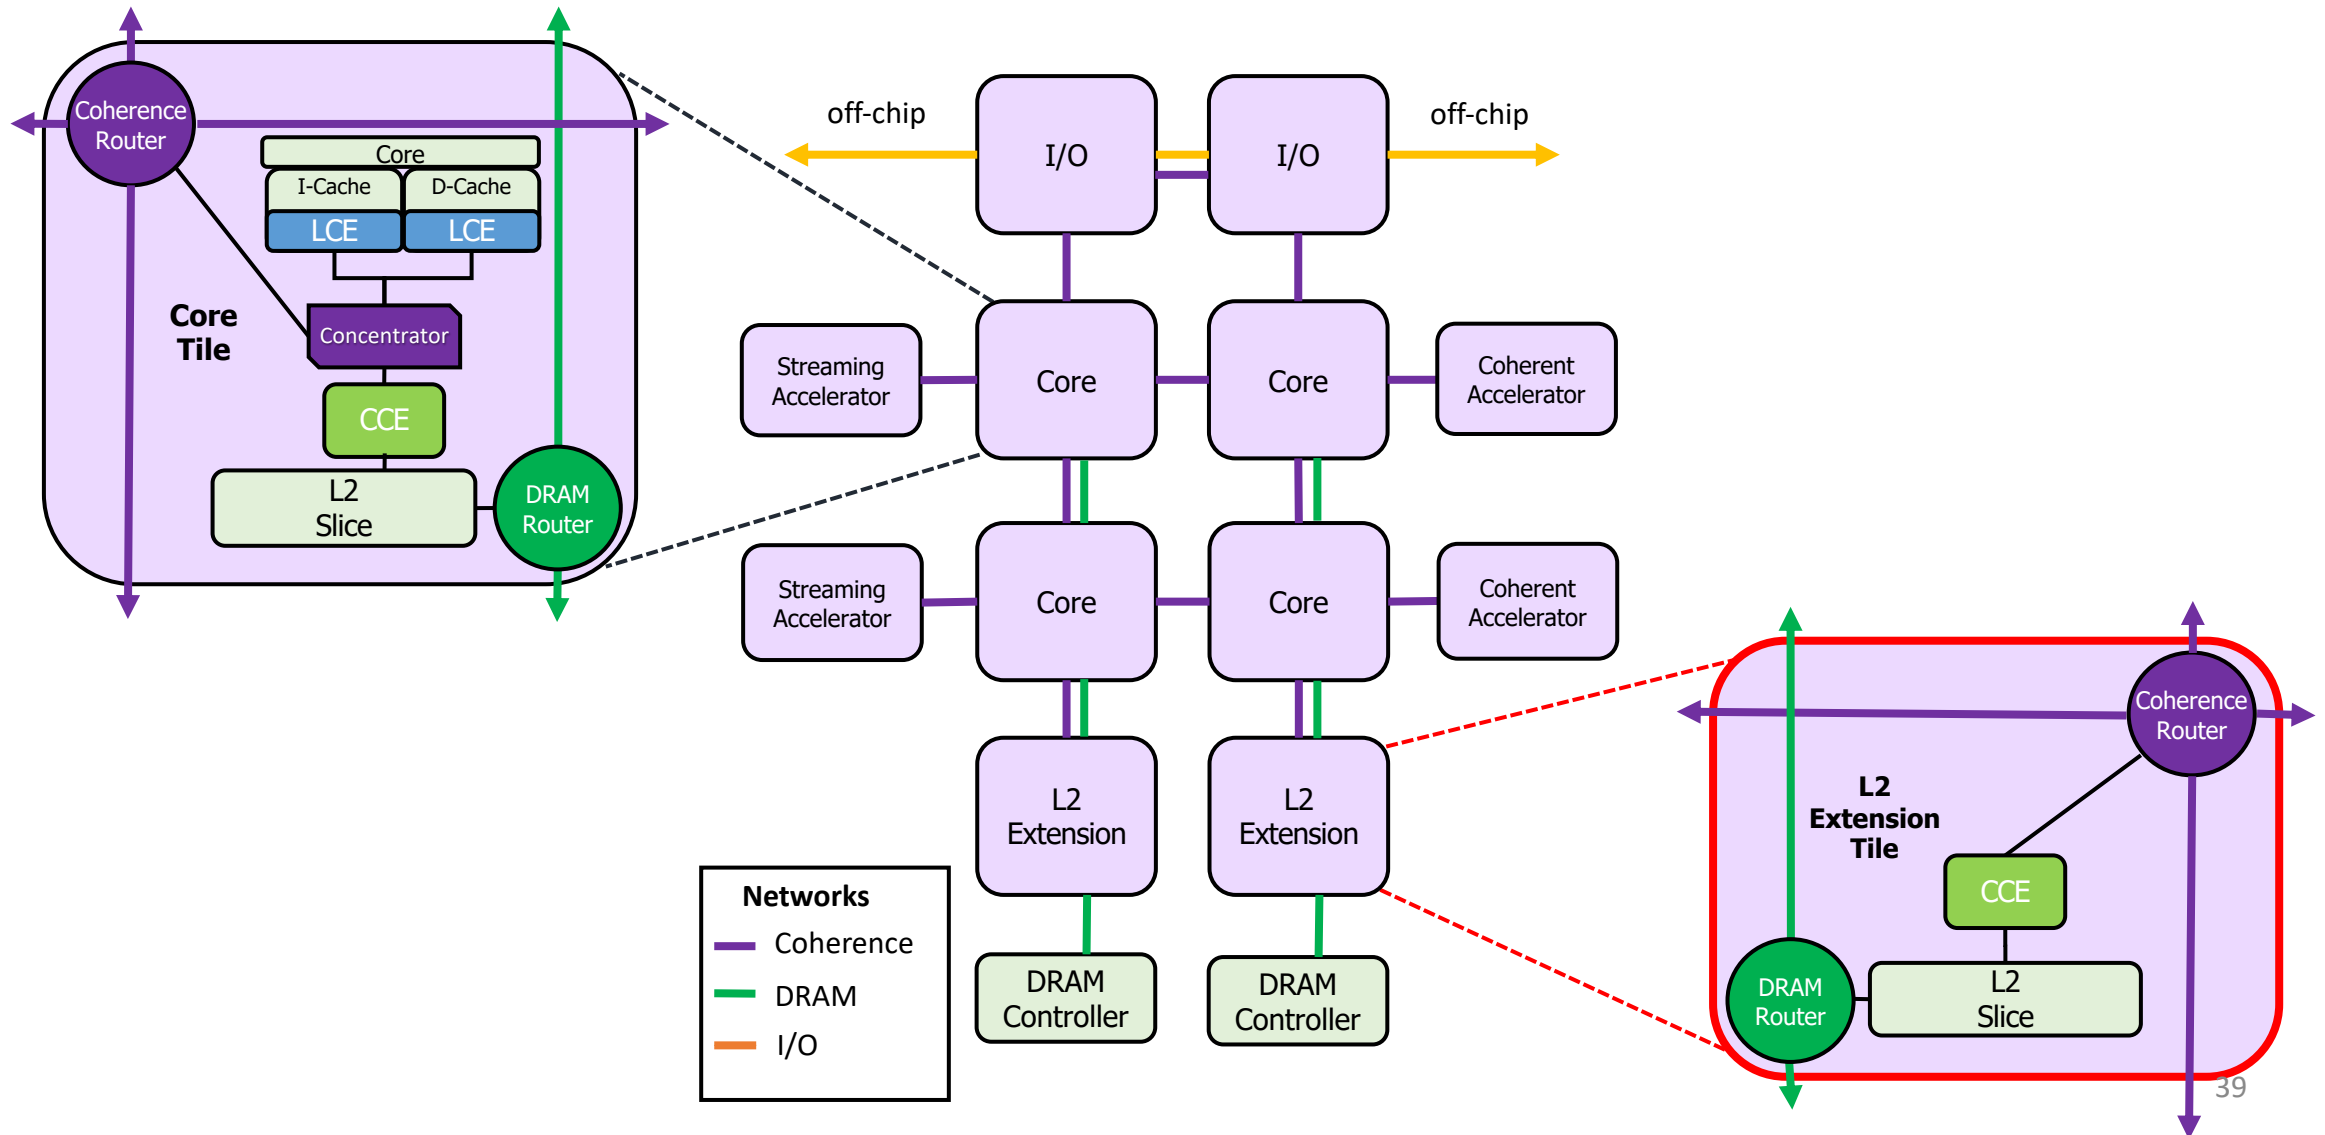 Coherence
Router
Core
I-Cache
D-Cache
LCE
LCE
Core
Tile
Concentrator
CCE
L2
Slice
DRAM
Router
off-chip
I/O
I/O
off-chip
Streaming
Accelerator
Core
Core
Coherent
Accelerator
Streaming
Accelerator
Core
Core
Coherent
Accelerator
L2
Extension
L2
Extension
DRAM
Controller
DRAM
Controller
Networks
Coherence
DRAM
I/O
Coherence
Router
L2
Extension
Tile
CCE
DRAM
Router
L2
Slice
39